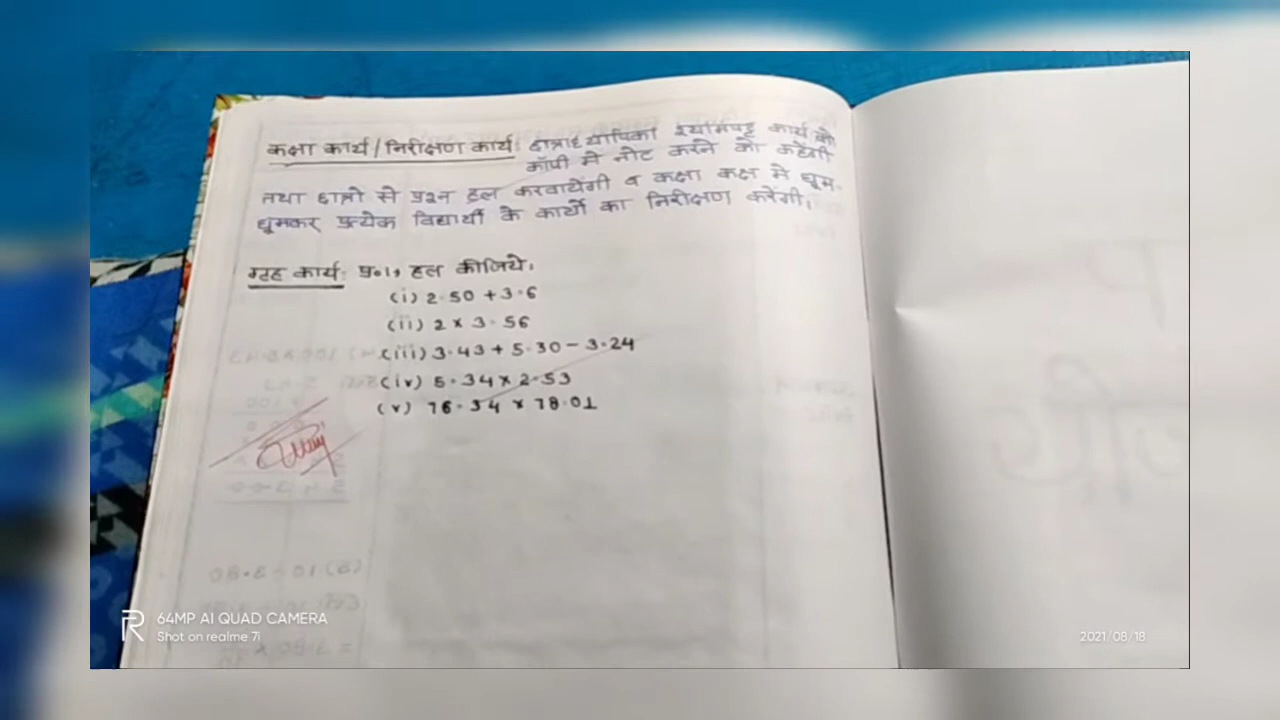 कक्षा कार्य/निरीक्षण कार्य: छात्राध्यापिका श्यामपट्ट कार्य को
कॉपी में नोट करने को कहेंगी
तथा छात्रों से प्रश्न हल करवायेंगी व कक्षा कक्ष में घूम-
घूमकर प्रत्येक विद्यार्थी के कार्यों का निरीक्षण करेंगी।
गृह कार्य: प्र०1, हल कीजिये।
(i) 2.50 + 3.6
(ii) 2 × 3.56
(iii) 3.43 + 5.30 - 3.24
(iv) 5.34 × 2.53
(v) 76.34 × 78.01
64MP AI QUAD CAMERA
Shot on realme 7i
2021/08/18